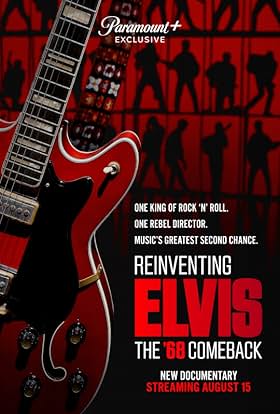 Paramount+
EXCLUSIVE
ONE KING OF ROCK 'N' ROLL.
ONE REBEL DIRECTOR.
MUSIC'S GREATEST SECOND CHANCE.
REINVENTING
ELVIS
THE '68 COMEBACK
NEW DOCUMENTARY
STREAMING AUGUST 15